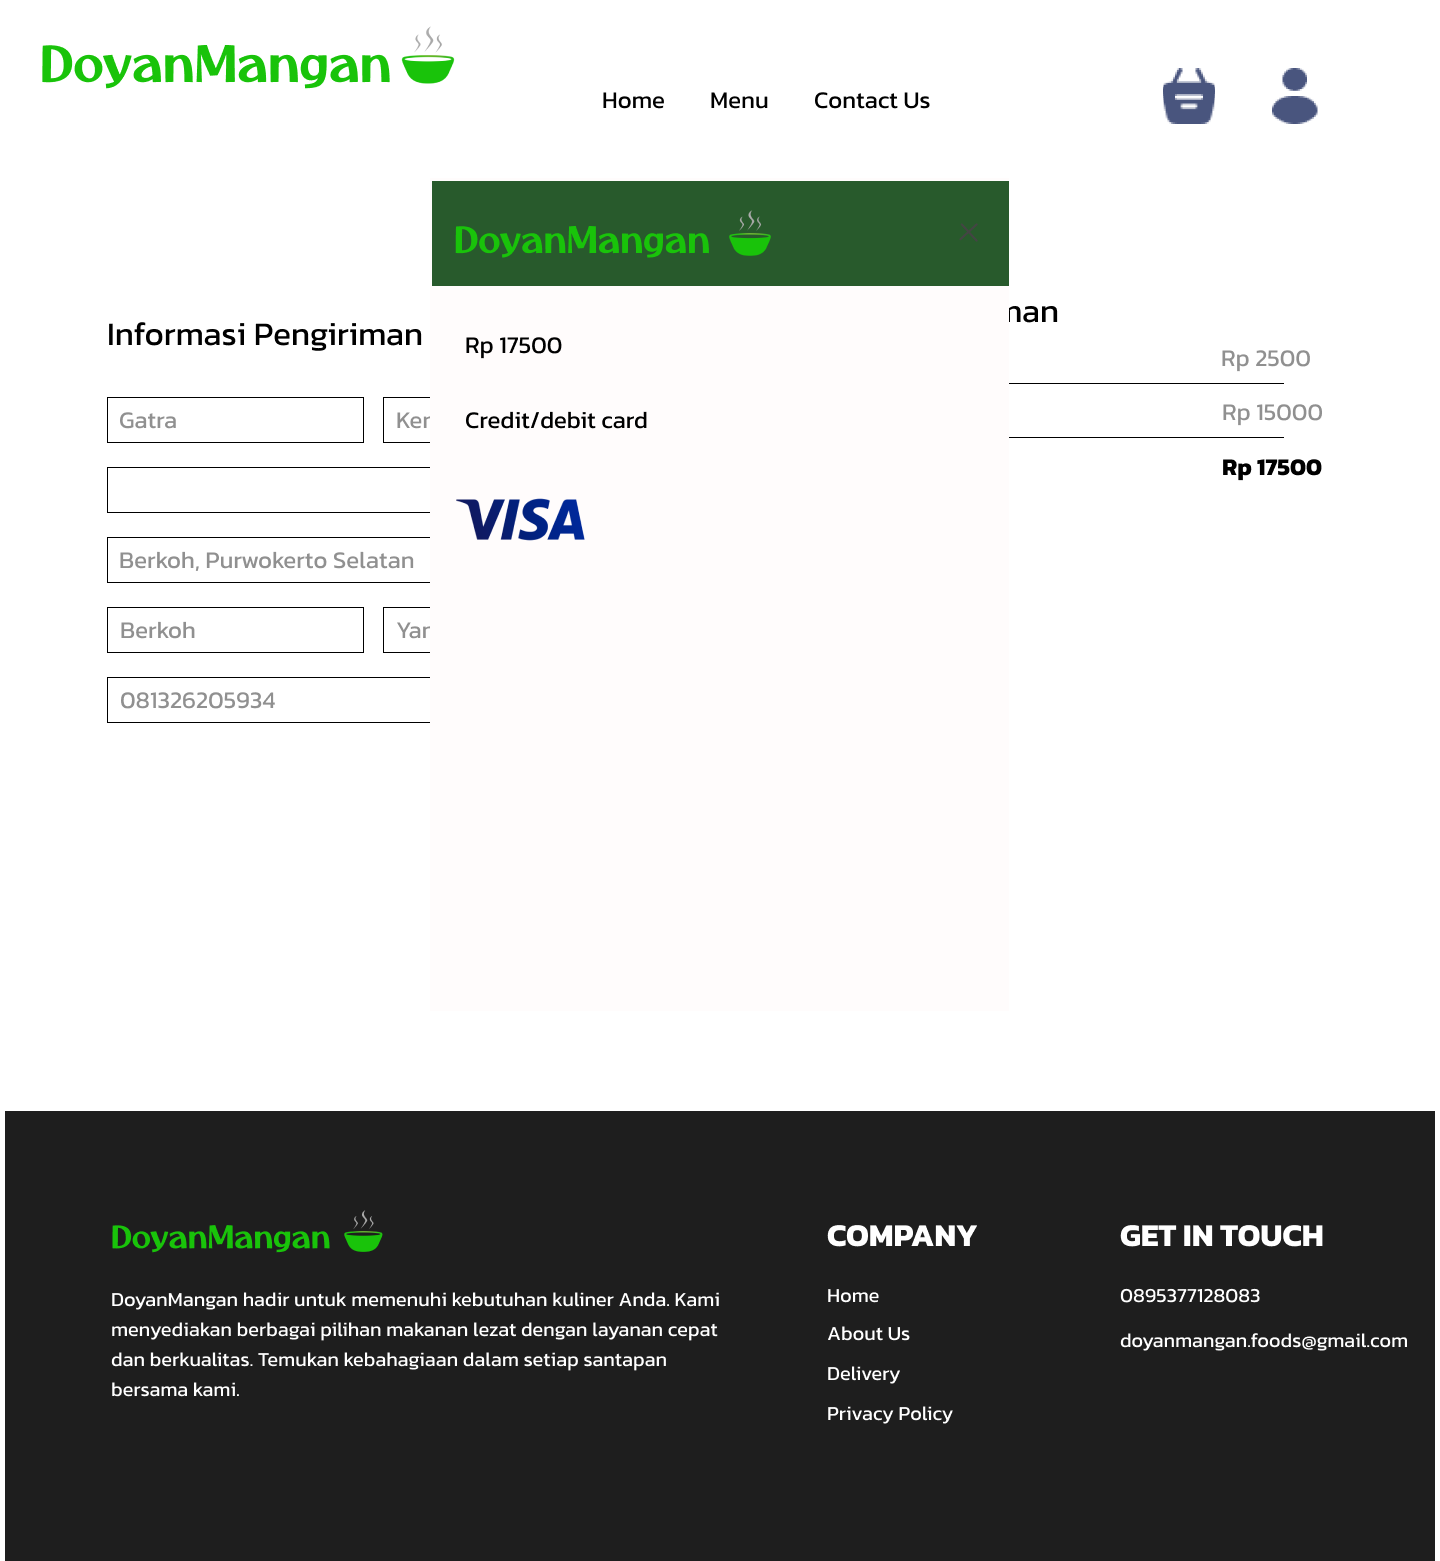 DoyanMangan
Home Menu Contact Us
DoyanMangan
Informasi Pengiriman
Rp 17500
Rp 2500
Gatra
Credit/debit card
Rp 15000
Rp 17500
VISA
Berkoh, Purwokerto Selatan
Berkoh
081326205934
DoyanMangan
DoyanMangan hadir untuk memenuhi kebutuhan kuliner Anda. Kami
menyediakan berbagai pilihan makanan lezat dengan layanan cepat
dan berkualitas. Temukan kebahagiaan dalam setiap santapan
bersama kami.
COMPANY
Home
About Us
Delivery
Privacy Policy
GET IN TOUCH
0895377128083
doyanmangan.foods@gmail.com